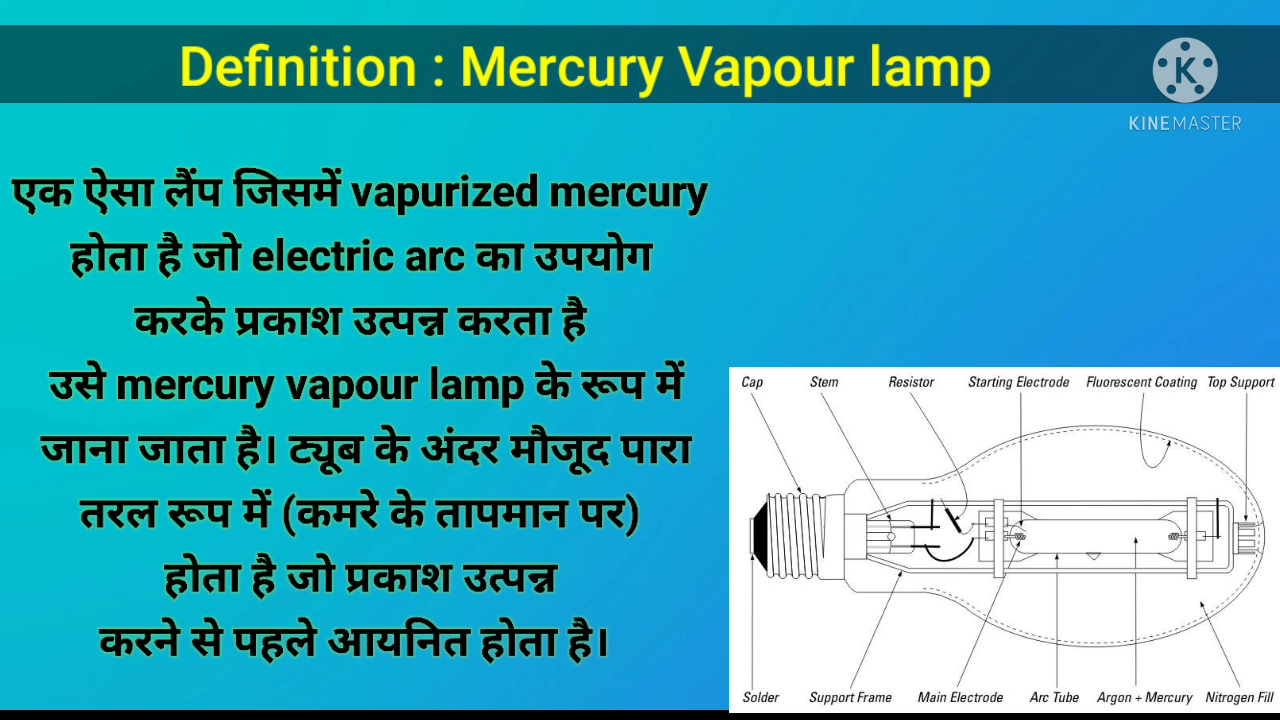 Definition : Mercury Vapour lamp
K
KINEMASTER
एक ऐसा लैंप जिसमें vapurized mercury
होता है जो electric arc का उपयोग
करके प्रकाश उत्पन्न करता है
उसे mercury vapour lamp के रूप में
जाना जाता है। ट्यूब के अंदर मौजूद पारा
तरल रूप में (कमरे के तापमान पर)
होता है जो प्रकाश उत्पन्न
करने से पहले आयनित होता है।
Cap Stem Resistor Starting Electrode Fluorescent Coating Top Support
Solder Support Frame Main Electrode Arc Tube Argon + Mercury Nitrogen Fill